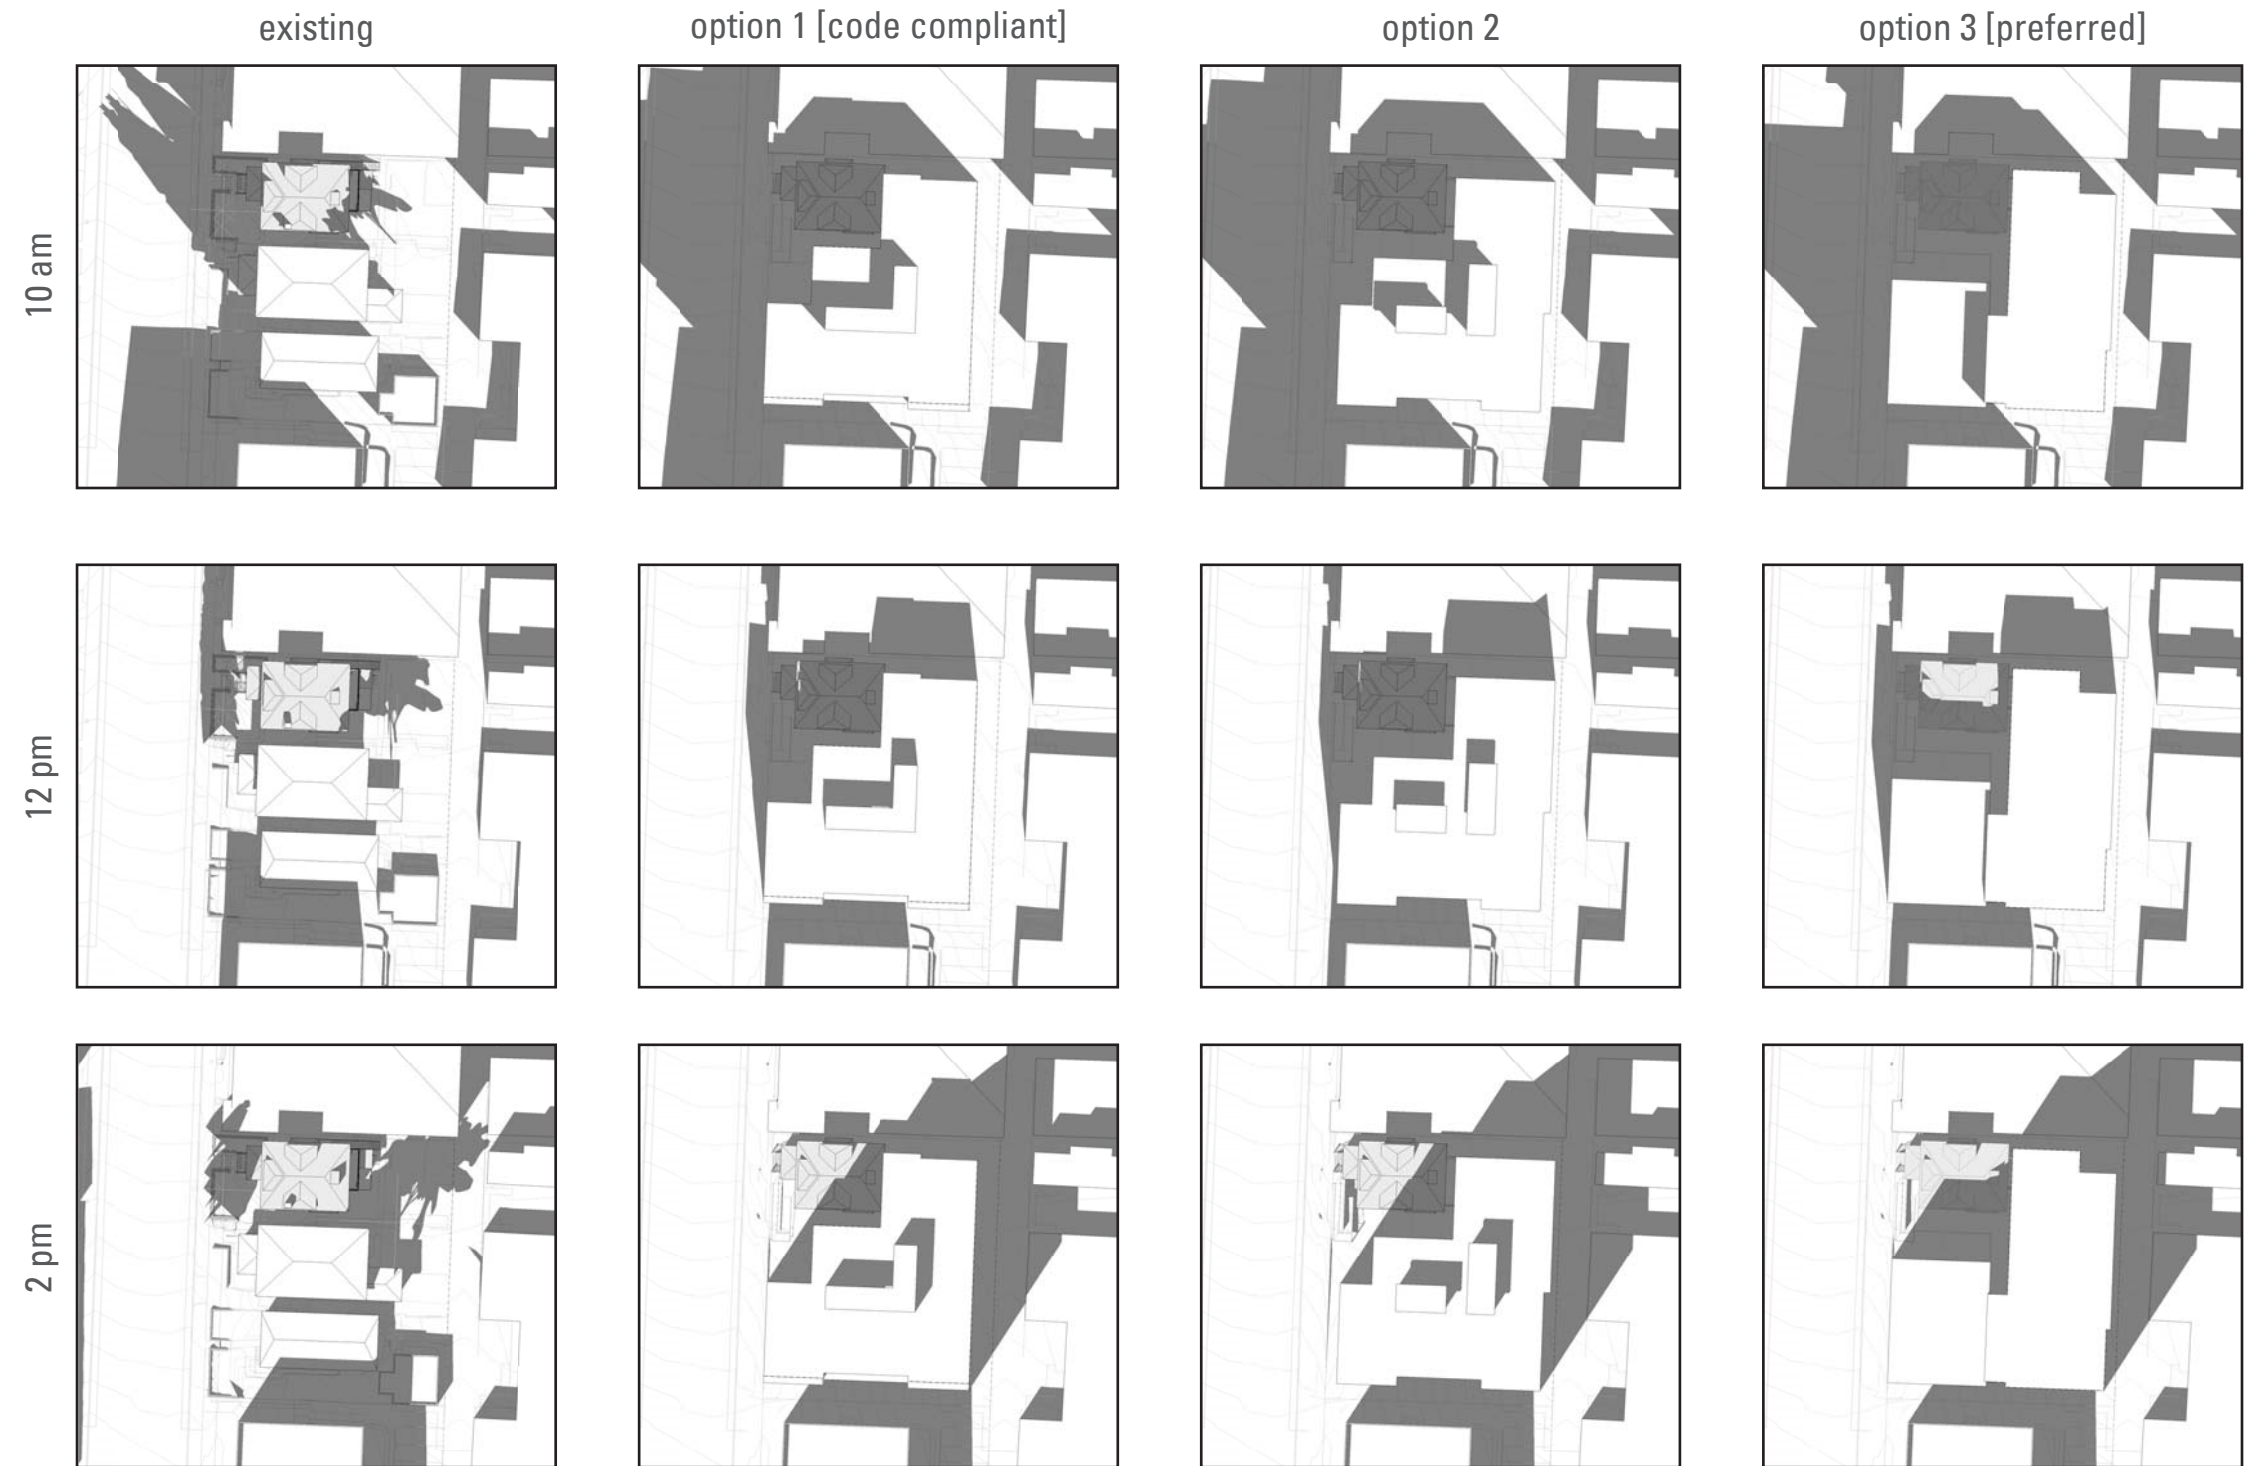 existing
option 1 [code compliant]
option 2
option 3 [preferred]
10 am
12 pm
2 pm